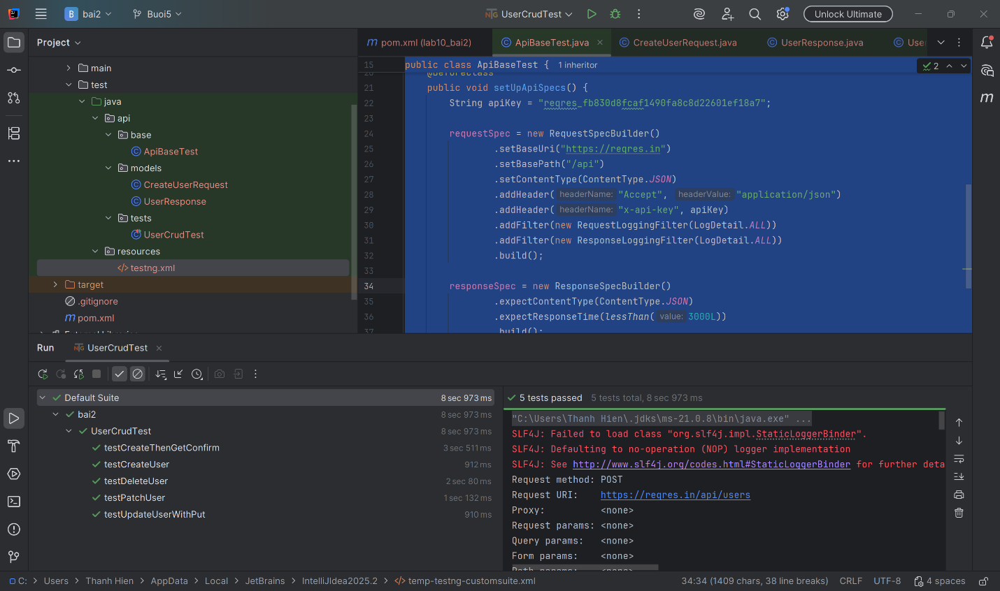 B bai2 Buoi5 UserCrudTest Unlock Ultimate
Project
main
test
java
api
base
ApiBaseTest
models
CreateUserRequest
UserResponse
tests
UserCrudTest
resources
testng.xml
target
.gitignore
pom.xml
pom.xml (lab10_bai2) ApiBaseTest.java CreateUserRequest.java UserResponse.java
15 public class ApiBaseTest { 1 inheritor 2
@BeforeClass
21 public void setUpApiSpecs() {
22 String apiKey = "reqres_fb830d8fcaf1490fa8c8d22601ef18a7";
23
24 requestSpec = new RequestSpecBuilder()
25 .setBaseUri("https://reqres.in")
26 .setBasePath("/api")
27 .setContentType(ContentType.JSON)
28 .addHeader( headerName: "Accept", headerValue: "application/json")
29 .addHeader( headerName: "x-api-key", apiKey)
30 .addFilter(new RequestLoggingFilter(LogDetail.ALL))
31 .addFilter(new ResponseLoggingFilter(LogDetail.ALL))
32 .build();
33
34 responseSpec = new ResponseSpecBuilder()
35 .expectContentType(ContentType.JSON)
36 .expectResponseTime(lessThan( value: 3000L))
37 .build();
Run UserCrudTest
Default Suite 8 sec 973 ms
bai2 8 sec 973 ms
UserCrudTest 8 sec 973 ms
testCreateThenGetConfirm 3 sec 511 ms
testCreateUser 912 ms
testDeleteUser 2 sec 80 ms
testPatchUser 1 sec 132 ms
testUpdateUserWithPut 910 ms
5 tests passed 5 tests total, 8 sec 973 ms
"C:\Users\Thanh Hien\.jdks\ms-21.0.8\bin\java.exe" ...
SLF4J: Failed to load class "org.slf4j.impl.StaticLoggerBinder".
SLF4J: Defaulting to no-operation (NOP) logger implementation
SLF4J: See http://www.slf4j.org/codes.html#StaticLoggerBinder for further deta
Request method: POST
Request URI: https://reqres.in/api/users
Proxy: <none>
Request params: <none>
Query params: <none>
Form params: <none>
C: > Users > Thanh Hien > AppData > Local > JetBrains > IntelliJIdea2025.2 > temp-testng-customsuite.xml 34:34 (1409 chars, 38 line breaks) CRLF UTF-8 4 spaces